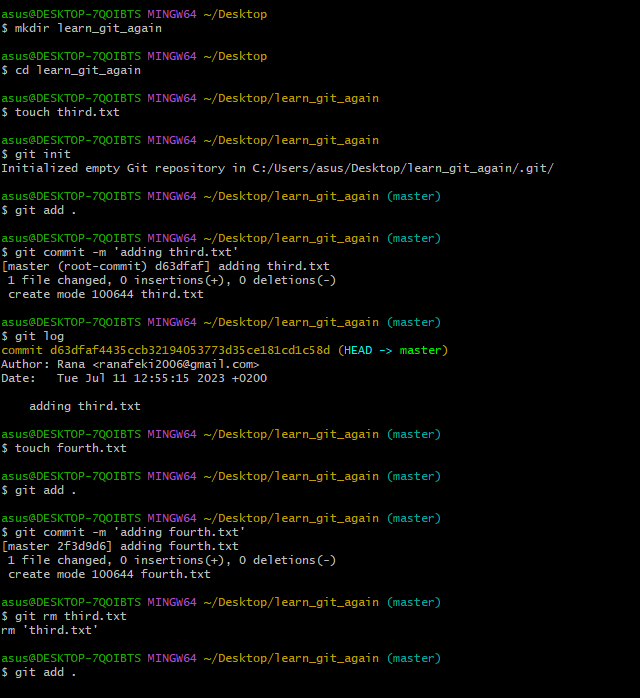 asus@DESKTOP-7QOIBTS MINGW64 ~/Desktop
$ mkdir learn_git_again
asus@DESKTOP-7QOIBTS MINGW64 ~/Desktop
$ cd learn_git_again
asus@DESKTOP-7QOIBTS MINGW64 ~/Desktop/learn_git_again
$ touch third.txt
asus@DESKTOP-7QOIBTS MINGW64 ~/Desktop/learn_git_again
$ git init
Initialized empty Git repository in C:/Users/asus/Desktop/learn_git_again/.git/
asus@DESKTOP-7QOIBTS MINGW64 ~/Desktop/learn_git_again (master)
$ git add .
asus@DESKTOP-7QOIBTS MINGW64 ~/Desktop/learn_git_again (master)
$ git commit -m 'adding third.txt'
[master (root-commit) d63dfaf] adding third.txt
 1 file changed, 0 insertions(+), 0 deletions(-)
 create mode 100644 third.txt
asus@DESKTOP-7QOIBTS MINGW64 ~/Desktop/learn_git_again (master)
$ git log
commit d63dfaf4435ccb32194053773d35ce181cd1c58d (HEAD -> master)
Author: Rana <ranafeki2006@gmail.com>
Date:   Tue Jul 11 12:55:15 2023 +0200
    adding third.txt
asus@DESKTOP-7QOIBTS MINGW64 ~/Desktop/learn_git_again (master)
$ touch fourth.txt
asus@DESKTOP-7QOIBTS MINGW64 ~/Desktop/learn_git_again (master)
$ git add .
asus@DESKTOP-7QOIBTS MINGW64 ~/Desktop/learn_git_again (master)
$ git commit -m 'adding fourth.txt'
[master 2f3d9d6] adding fourth.txt
 1 file changed, 0 insertions(+), 0 deletions(-)
 create mode 100644 fourth.txt
asus@DESKTOP-7QOIBTS MINGW64 ~/Desktop/learn_git_again (master)
$ git rm third.txt
rm 'third.txt'
asus@DESKTOP-7QOIBTS MINGW64 ~/Desktop/learn_git_again (master)
$ git add .